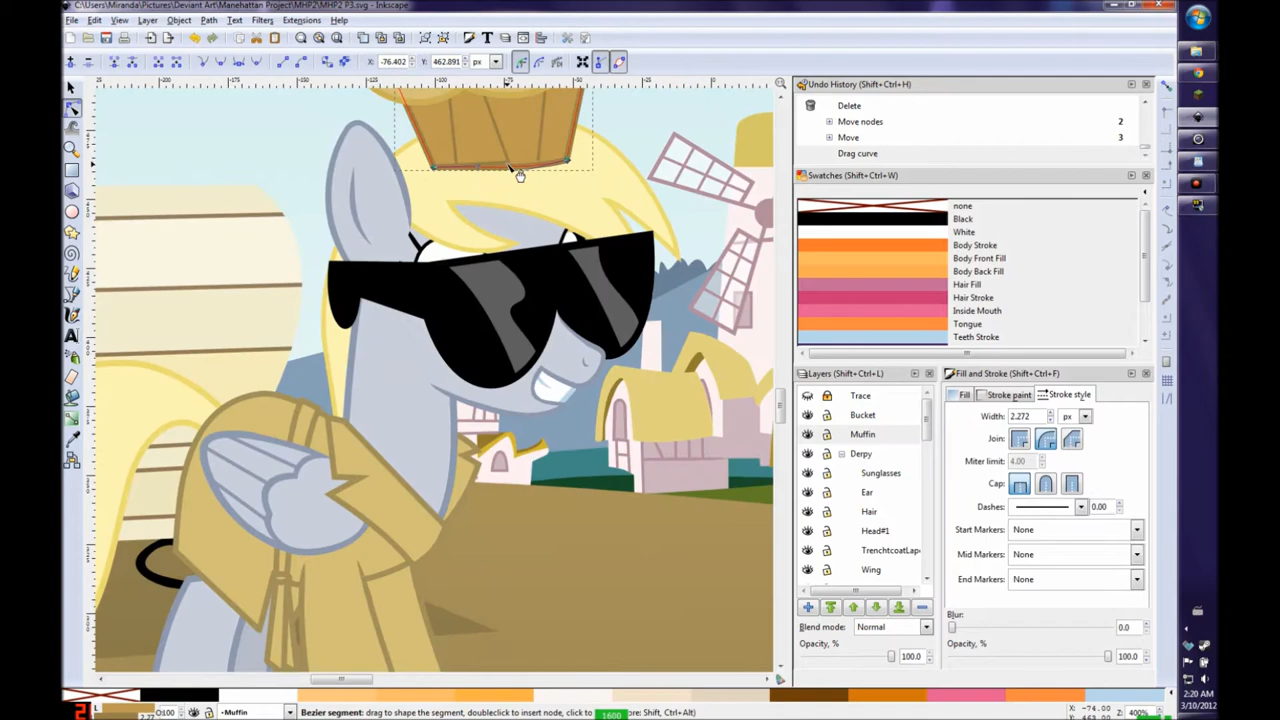 C:\Users\Miranda\Pictures\Deviant Art\Manehattan Project\MHP2\MHP2 P3.svg - Inkscape
File Edit View Layer Object Path Text Filters Extensions Help
X: -76.402 Y: 462.891 px
Undo History (Shift+Ctrl+H)
Delete
Move nodes 2
Move 3
Drag curve
Swatches (Shift+Ctrl+W)
none
Black
White
Body Stroke
Body Front Fill
Body Back Fill
Hair Fill
Hair Stroke
Inside Mouth
Tongue
Teeth Stroke
Layers (Shift+Ctrl+L)
Trace
Bucket
Muffin
Derpy
Sunglasses
Ear
Hair
Head#1
TrenchtcoatLape
Wing
Blend mode: Normal
Opacity, %
100.0
Fill and Stroke (Shift+Ctrl+F)
Fill Stroke paint Stroke style
Width: 2.272 px
Join:
Miter limit: 4.00
Cap:
Dashes: 0.00
Start Markers: None
Mid Markers: None
End Markers: None
Blur:
0.0
Opacity, %
100.0
O:100
2.27
•Muffin
Bezier segment: drag to shape the segment, doubleclick to insert node, click to
1600
ore: Shift, Ctrl+Alt)
X: -74.00
Z: 400%
2:20 AM
3/10/2012